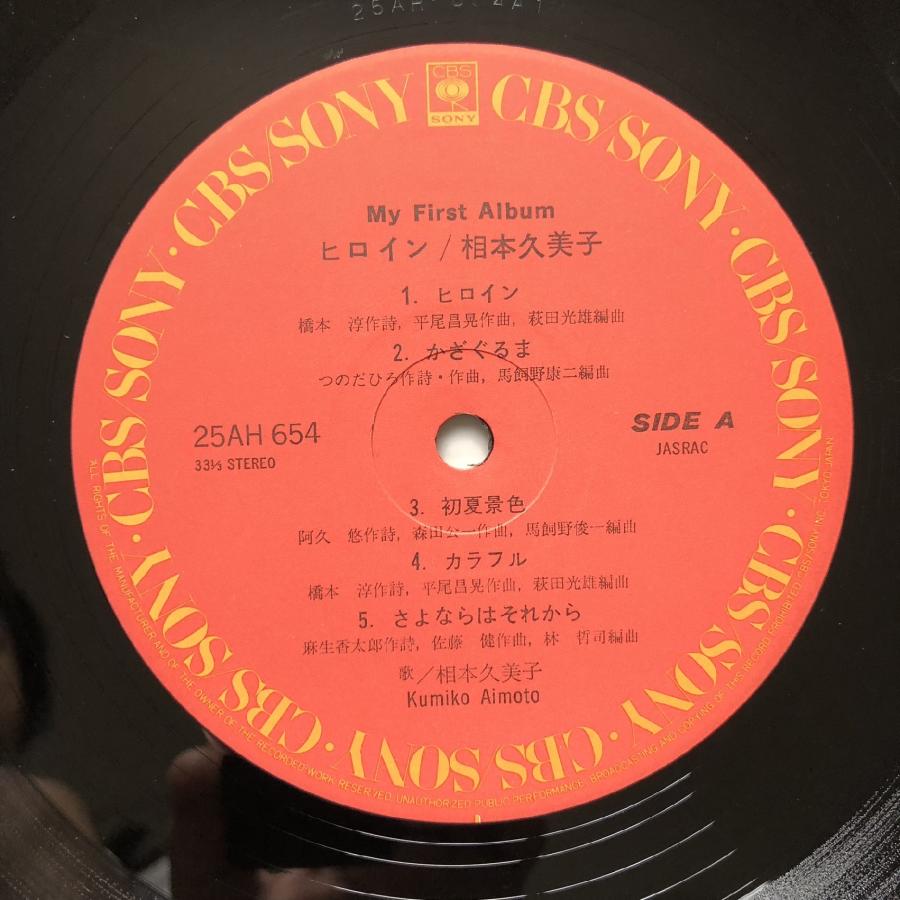 CBS
SONY
CBS/SONY · CBS/SONY · CBS/SONY · CBS/SONY · CBS/SONY · CBS/SONY · CBS/SONY · CBS/SONY
My First Album
ヒロイン / 相本久美子
1. ヒロイン
橋本 淳作詩, 平尾昌晃作曲, 萩田光雄編曲
2. かざぐるま
つのだひろ作詩・作曲, 馬飼野康二編曲
25AH 654
33⅓ STEREO
SIDE A
JASRAC
3. 初夏景色
阿久 悠作詩, 森田公一作曲, 馬飼野俊一編曲
4. カラフル
橋本 淳作詩, 平尾昌晃作曲, 萩田光雄編曲
5. さよならはそれから
麻生香太郎作詩, 佐藤 健作曲, 林 哲司編曲
歌／相本久美子
Kumiko Aimoto
ALL RIGHTS OF THE MANUFACTURER AND OF THE OWNER OF THE RECORDED WORK RESERVED. UNAUTHORIZED PUBLIC PERFORMANCE, BROADCASTING AND COPYING OF THIS RECORD PROHIBITED. CBS/SONY INC. TOKYO JAPAN